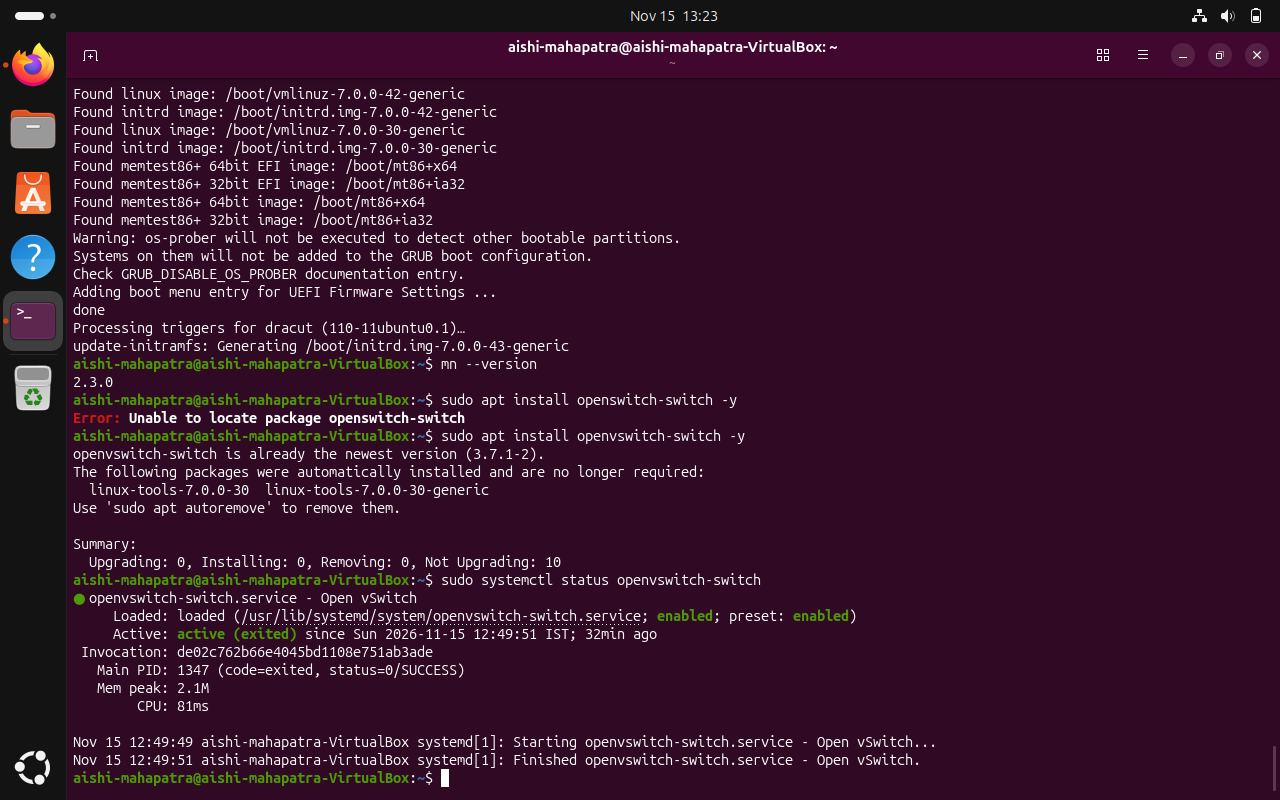 Nov 15 13:23
aishi-mahapatra@aishi-mahapatra-VirtualBox: ~
~
Found linux image: /boot/vmlinuz-7.0.0-42-generic
Found initrd image: /boot/initrd.img-7.0.0-42-generic
Found linux image: /boot/vmlinuz-7.0.0-30-generic
Found initrd image: /boot/initrd.img-7.0.0-30-generic
Found memtest86+ 64bit EFI image: /boot/mt86+x64
Found memtest86+ 32bit EFI image: /boot/mt86+ia32
Found memtest86+ 64bit image: /boot/mt86+x64
Found memtest86+ 32bit image: /boot/mt86+ia32
Warning: os-prober will not be executed to detect other bootable partitions.
Systems on them will not be added to the GRUB boot configuration.
Check GRUB_DISABLE_OS_PROBER documentation entry.
Adding boot menu entry for UEFI Firmware Settings ...
done
Processing triggers for dracut (110-11ubuntu0.1)…
update-initramfs: Generating /boot/initrd.img-7.0.0-43-generic
aishi-mahapatra@aishi-mahapatra-VirtualBox:~$ mn --version
2.3.0
aishi-mahapatra@aishi-mahapatra-VirtualBox:~$ sudo apt install openswitch-switch -y
Error: Unable to locate package openswitch-switch
aishi-mahapatra@aishi-mahapatra-VirtualBox:~$ sudo apt install openvswitch-switch -y
openvswitch-switch is already the newest version (3.7.1-2).
The following packages were automatically installed and are no longer required:
  linux-tools-7.0.0-30  linux-tools-7.0.0-30-generic
Use 'sudo apt autoremove' to remove them.

Summary:
  Upgrading: 0, Installing: 0, Removing: 0, Not Upgrading: 10
aishi-mahapatra@aishi-mahapatra-VirtualBox:~$ sudo systemctl status openvswitch-switch
● openvswitch-switch.service - Open vSwitch
     Loaded: loaded (/usr/lib/systemd/system/openvswitch-switch.service; enabled; preset: enabled)
     Active: active (exited) since Sun 2026-11-15 12:49:51 IST; 32min ago
 Invocation: de02c762b66e4045bd1108e751ab3ade
   Main PID: 1347 (code=exited, status=0/SUCCESS)
   Mem peak: 2.1M
        CPU: 81ms

Nov 15 12:49:49 aishi-mahapatra-VirtualBox systemd[1]: Starting openvswitch-switch.service - Open vSwitch...
Nov 15 12:49:51 aishi-mahapatra-VirtualBox systemd[1]: Finished openvswitch-switch.service - Open vSwitch.
aishi-mahapatra@aishi-mahapatra-VirtualBox:~$